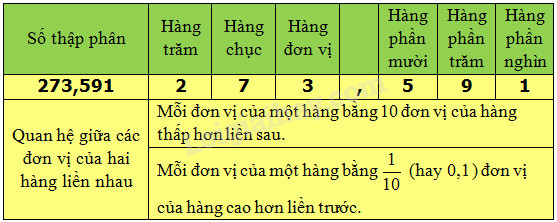 Số thập phân Hàng trăm Hàng chục Hàng đơn vị Hàng phần mười Hàng phần trăm Hàng phần nghìn
273,591 2 7 3 , 5 9 1
Quan hệ giữa các đơn vị của hai hàng liền nhau
Mỗi đơn vị của một hàng bằng 10 đơn vị của hàng
thấp hơn liền sau.
Mỗi đơn vị của một hàng bằng 1/10 (hay 0,1) đơn vị
của hàng cao hơn liền trước.